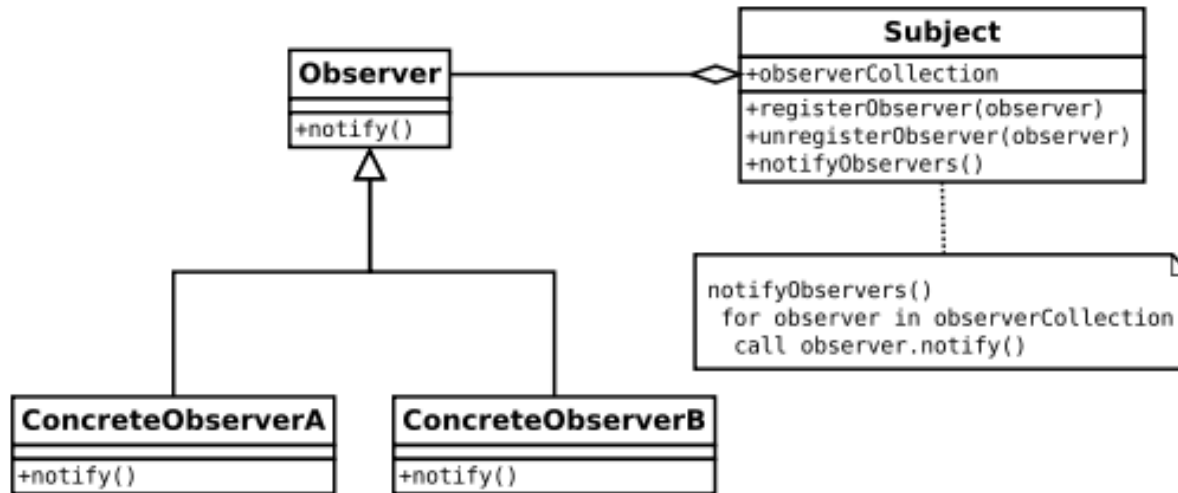 Observer
+notify()
Subject
+observerCollection
+registerObserver(observer)
+unregisterObserver(observer)
+notifyObservers()
notifyObservers()
for observer in observerCollection
call observer.notify()
ConcreteObserverA
+notify()
ConcreteObserverB
+notify()